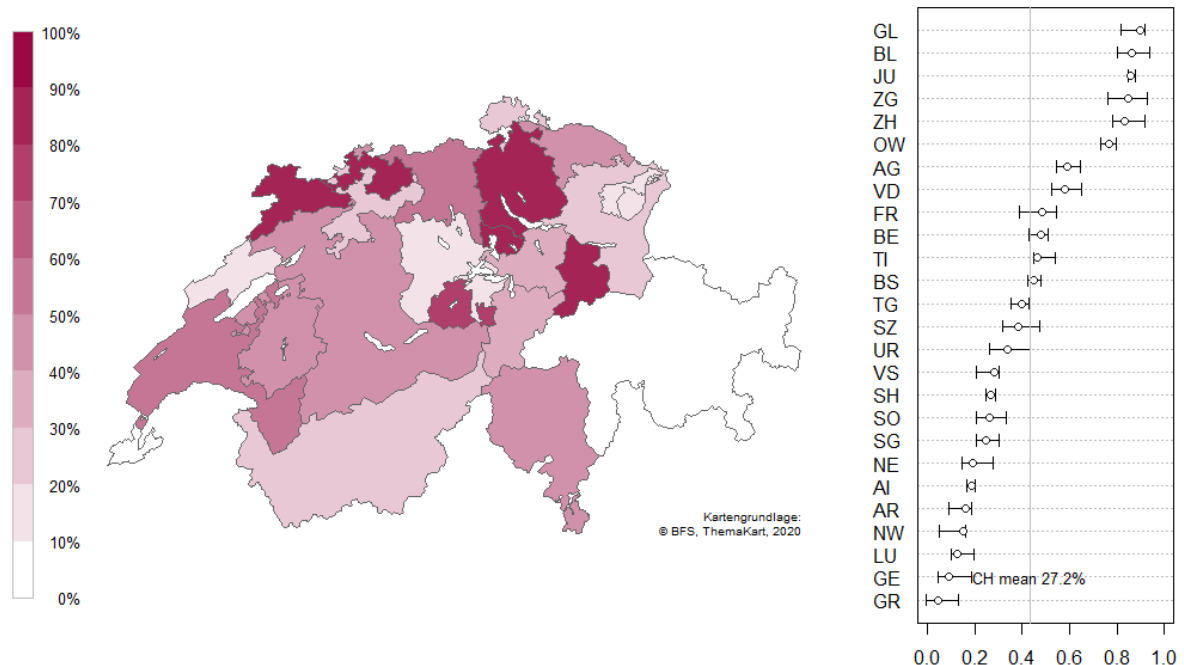 100%
90%
80%
70%
60%
50%
40%
30%
20%
10%
0%
Kartengrundlage:
© BFS, ThemaKart, 2020
GL
BL
JU
ZG
ZH
OW
AG
VD
FR
BE
TI
BS
TG
SZ
UR
VS
SH
SO
SG
NE
AI
AR
NW
LU
GE
CH mean 27.2%
GR
0.0 0.2 0.4 0.6 0.8 1.0